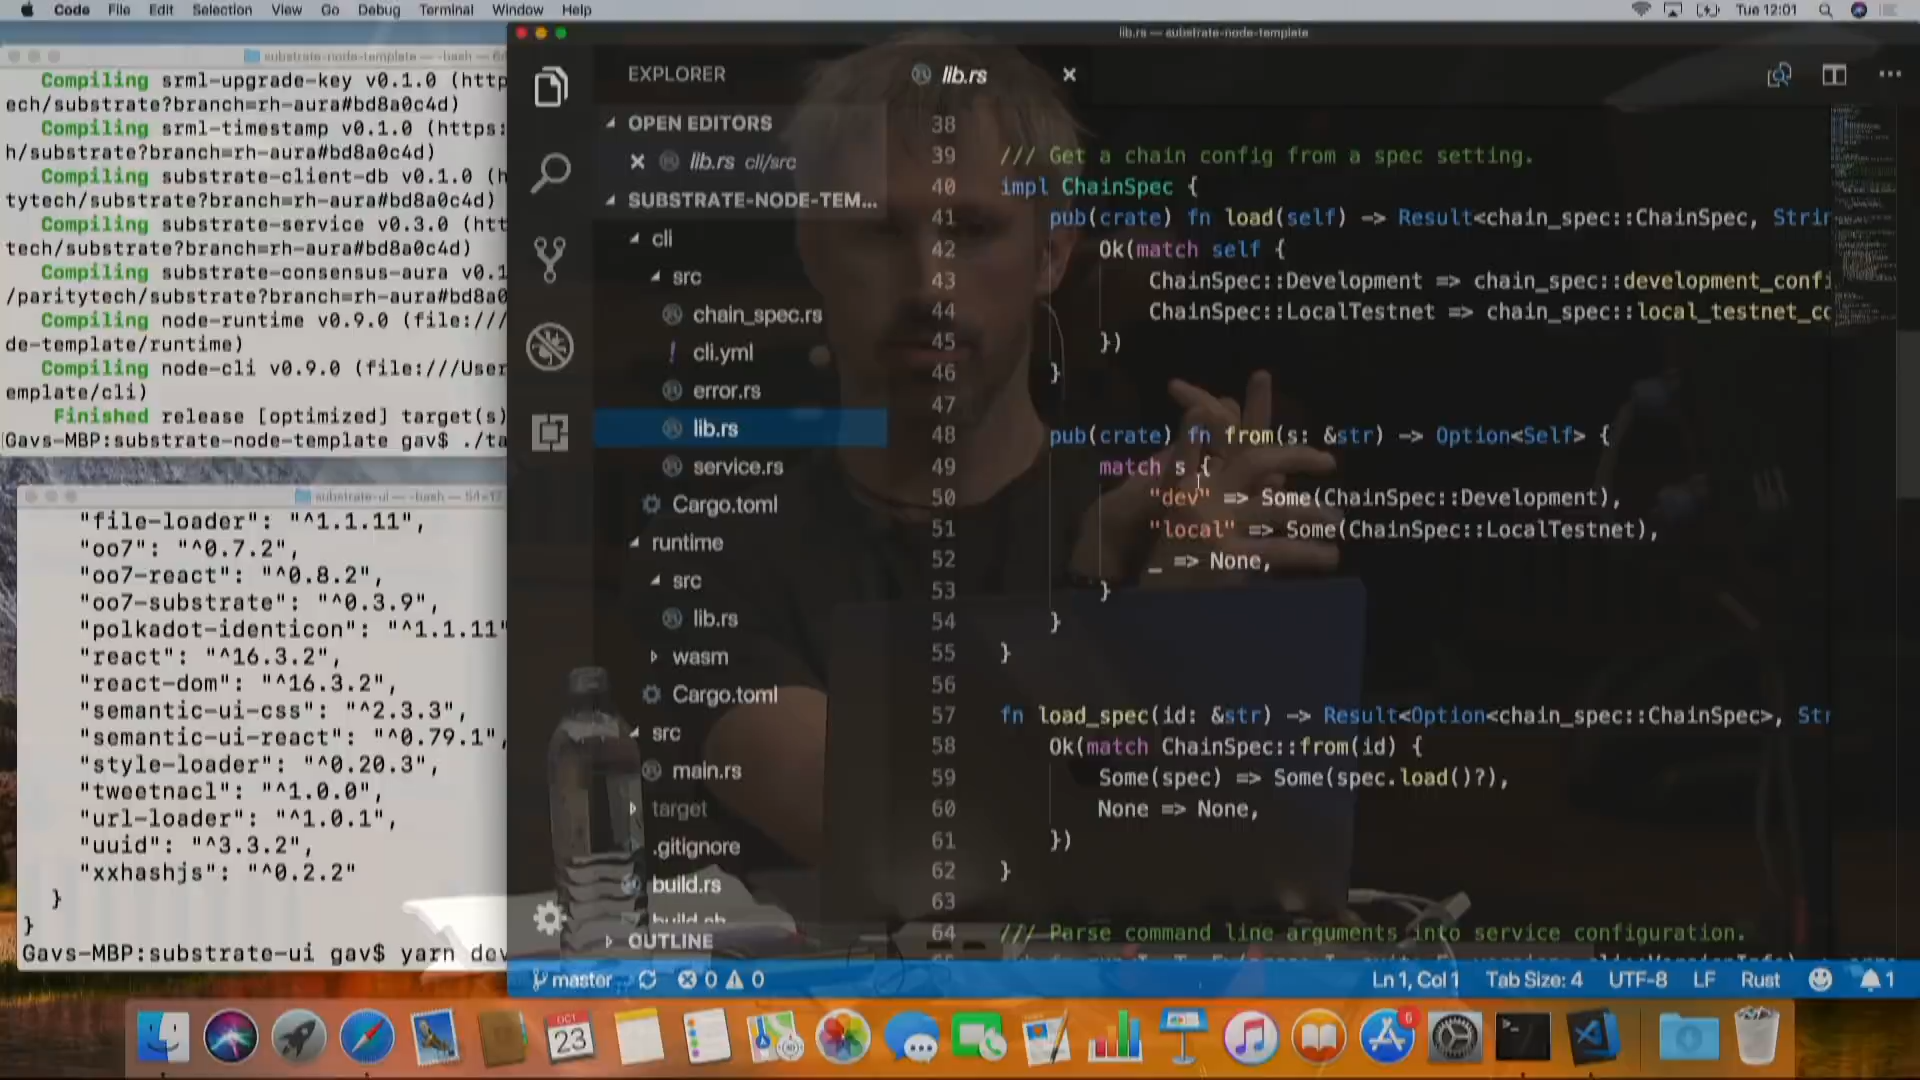 Code File Edit Selection View Go Debug Terminal Window Help
Tue 12:01
substrate-node-template — -bash —
Compiling srml-upgrade-key v0.1.0 (http
ech/substrate?branch=rh-aura#bd8a0c4d)
Compiling srml-timestamp v0.1.0 (https:
h/substrate?branch=rh-aura#bd8a0c4d)
Compiling substrate-client-db v0.1.0 (h
tytech/substrate?branch=rh-aura#bd8a0c4d)
Compiling substrate-service v0.3.0 (htt
tech/substrate?branch=rh-aura#bd8a0c4d)
Compiling substrate-consensus-aura v0.1
/paritytech/substrate?branch=rh-aura#bd8a0
Compiling node-runtime v0.9.0 (file:///
de-template/runtime)
Compiling node-cli v0.9.0 (file:///User
emplate/cli)
Finished release [optimized] target(s)
Gavs-MBP:substrate-node-template gav$ ./ta
substrate-ui — -bash —
"file-loader": "^1.1.11",
"oo7": "^0.7.2",
"oo7-react": "^0.8.2",
"oo7-substrate": "^0.3.9",
"polkadot-identicon": "^1.1.11"
"react": "^16.3.2",
"react-dom": "^16.3.2",
"semantic-ui-css": "^2.3.3",
"semantic-ui-react": "^0.79.1",
"style-loader": "^0.20.3",
"tweetnacl": "^1.0.0",
"url-loader": "^1.0.1",
"uuid": "^3.3.2",
"xxhashjs": "^0.2.2"
}
}
Gavs-MBP:substrate-ui gav$ yarn dev
lib.rs — substrate-node-template
EXPLORER
OPEN EDITORS
lib.rs cli/src
SUBSTRATE-NODE-TEM...
cli
src
chain_spec.rs
! cli.yml
error.rs
lib.rs
service.rs
Cargo.toml
runtime
src
lib.rs
wasm
Cargo.toml
src
main.rs
target
.gitignore
build.rs
build.sh
OUTLINE
lib.rs
38
39 /// Get a chain config from a spec setting.
40 impl ChainSpec {
41 pub(crate) fn load(self) -> Result<chain_spec::ChainSpec, Strin
42 Ok(match self {
43 ChainSpec::Development => chain_spec::development_confi
44 ChainSpec::LocalTestnet => chain_spec::local_testnet_co
45 })
46 }
47
48 pub(crate) fn from(s: &str) -> Option<Self> {
49 match s {
50 "dev" => Some(ChainSpec::Development),
51 "local" => Some(ChainSpec::LocalTestnet),
52 _ => None,
53 }
54 }
55 }
56
57 fn load_spec(id: &str) -> Result<Option<chain_spec::ChainSpec>, Str
58 Ok(match ChainSpec::from(id) {
59 Some(spec) => Some(spec.load()?),
60 None => None,
61 })
62 }
63
64 /// Parse command line arguments into service configuration.
master 0 0
Ln 1, Col 1 Tab Size: 4 UTF-8 LF Rust 1
OCT
23
5